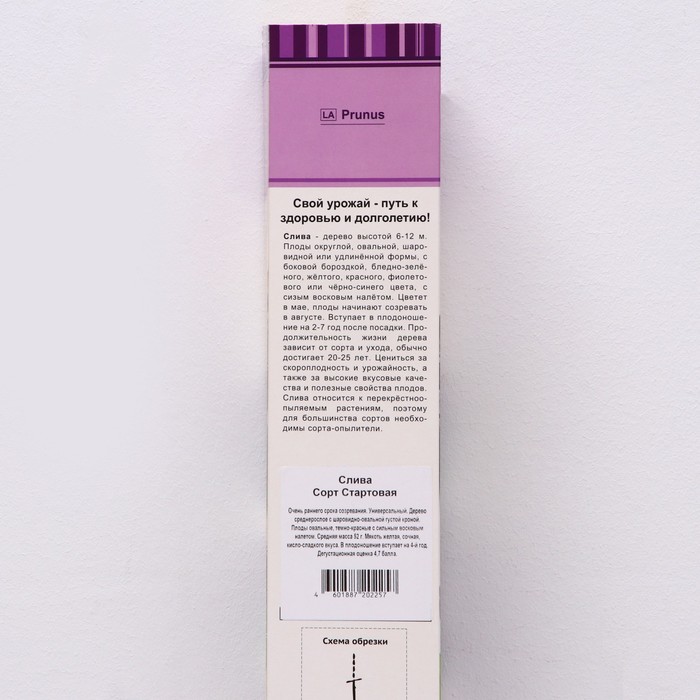 LA Prunus
Свой урожай - путь к
здоровью и долголетию!
Слива - дерево высотой 6-12 м.
Плоды округлой, овальной, шаро-
видной или удлинённой формы, с
боковой бороздкой, бледно-зелё-
ного, жёлтого, красного, фиолето-
вого или чёрно-синего цвета, с
сизым восковым налётом. Цветет
в мае, плоды начинают созревать
в августе. Вступает в плодоноше-
ние на 2-7 год после посадки. Про-
должительность жизни дерева
зависит от сорта и ухода, обычно
достигает 20-25 лет. Цениться за
скороплодность и урожайность, а
также за высокие вкусовые каче-
ства и полезные свойства плодов.
Слива относится к перекрёстноо-
пыляемым растениям, поэтому
для большинства сортов необхо-
димы сорта-опылители.
Слива
Сорт Стартовая
Очень раннего срока созревания. Универсальный. Дерево
среднерослое с шаровидно-овальной густой кроной.
Плоды овальные, темно-красные с сильным восковым
налетом. Средняя масса 52 г. Мякоть желтая, сочная,
кисло-сладкого вкуса. В плодоношение вступает на 4-й год.
Дегустационная оценка 4,7 балла.
4 601887 202257
Схема обрезки